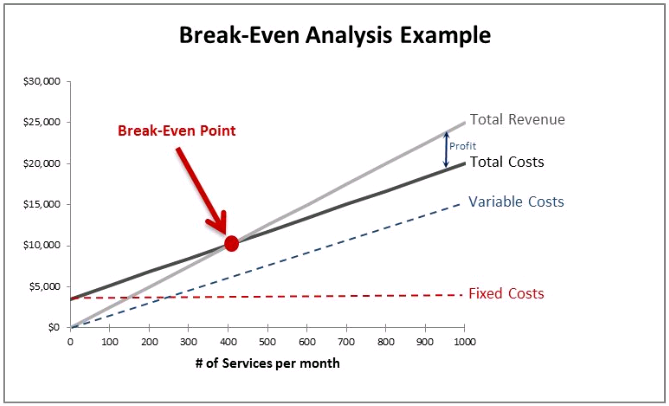 Break-Even Analysis Example
$30,000
$25,000
$20,000
$15,000
$10,000
$5,000
$0
Break-Even Point
Total Revenue
Profit
Total Costs
Variable Costs
Fixed Costs
0 100 200 300 400 500 600 700 800 900 1000
# of Services per month